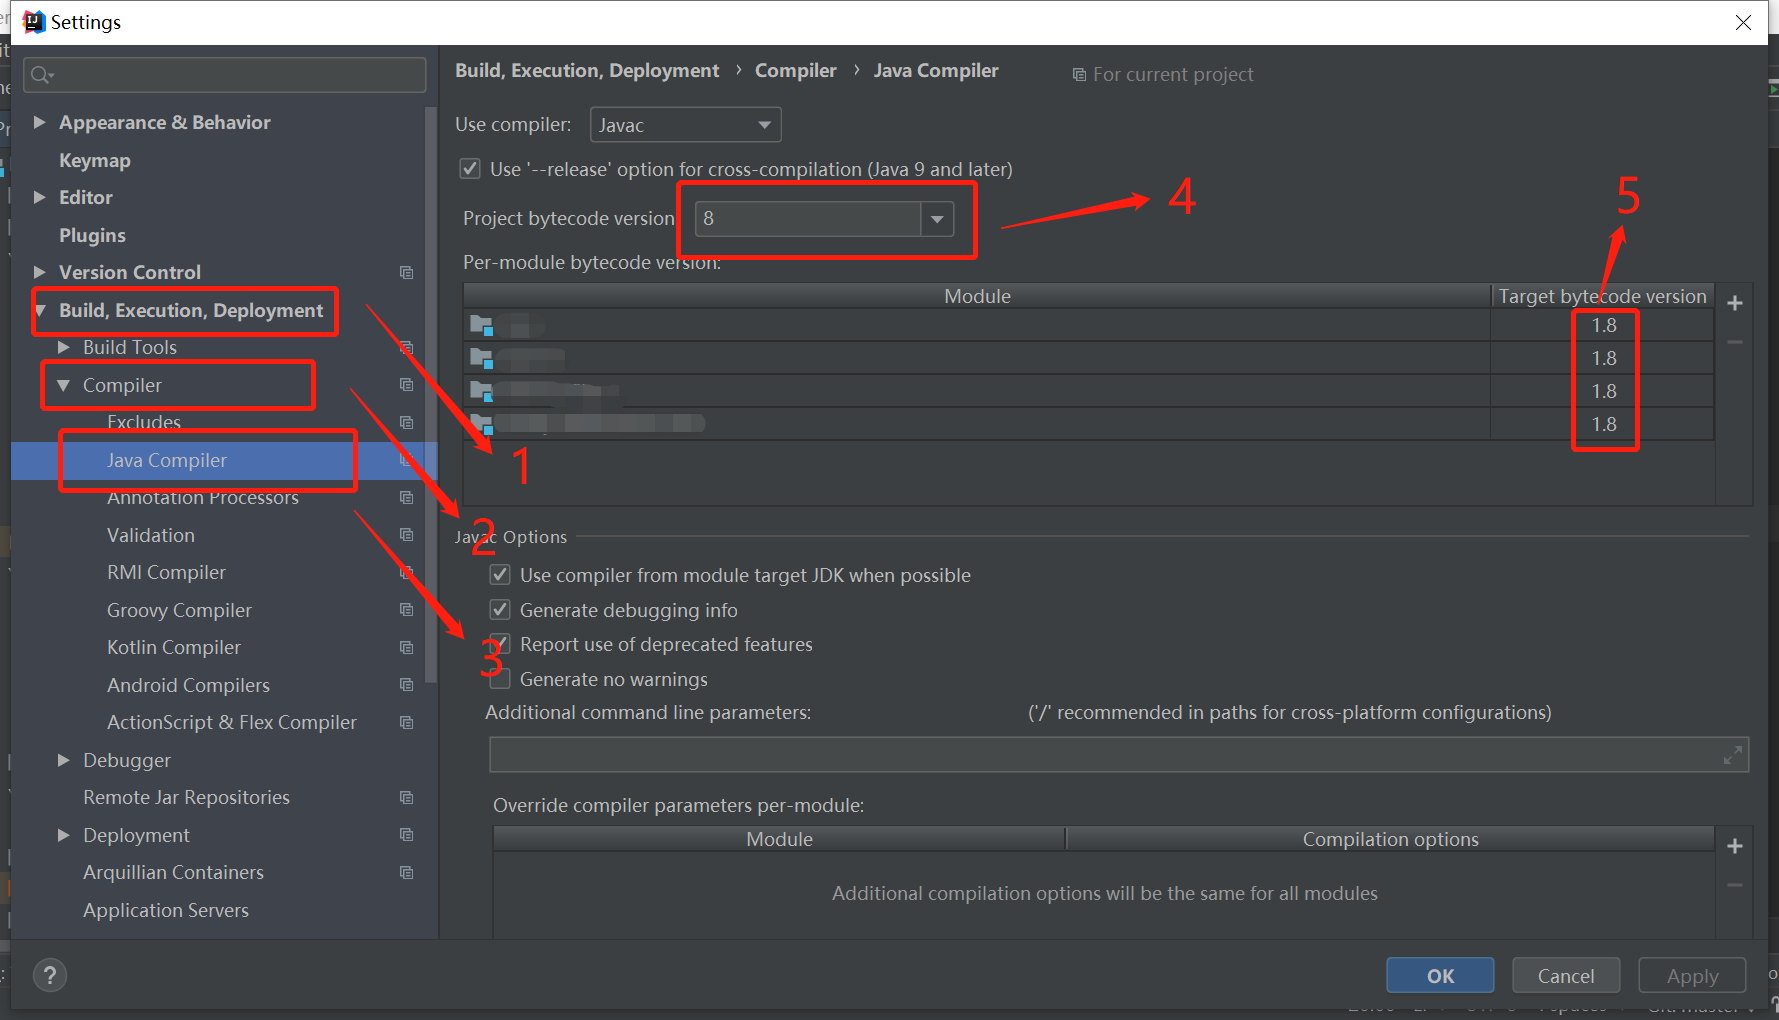 Settings
Build, Execution, Deployment › Compiler › Java Compiler
For current project
Appearance & Behavior
Keymap
Editor
Plugins
Version Control
Build, Execution, Deployment
Build Tools
Compiler
Excludes
Java Compiler
Annotation Processors
Validation
RMI Compiler
Groovy Compiler
Kotlin Compiler
Android Compilers
ActionScript & Flex Compiler
Debugger
Remote Jar Repositories
Deployment
Arquillian Containers
Application Servers
Use compiler: Javac
Use '--release' option for cross-compilation (Java 9 and later)
Project bytecode version 8
4
5
Per-module bytecode version:
Module Target bytecode version
1.8
1.8
1.8
1.8
1
2
3
Javac Options
Use compiler from module target JDK when possible
Generate debugging info
Report use of deprecated features
Generate no warnings
Additional command line parameters: ('/' recommended in paths for cross-platform configurations)
Override compiler parameters per-module:
Module Compilation options
Additional compilation options will be the same for all modules
?
OK Cancel Apply